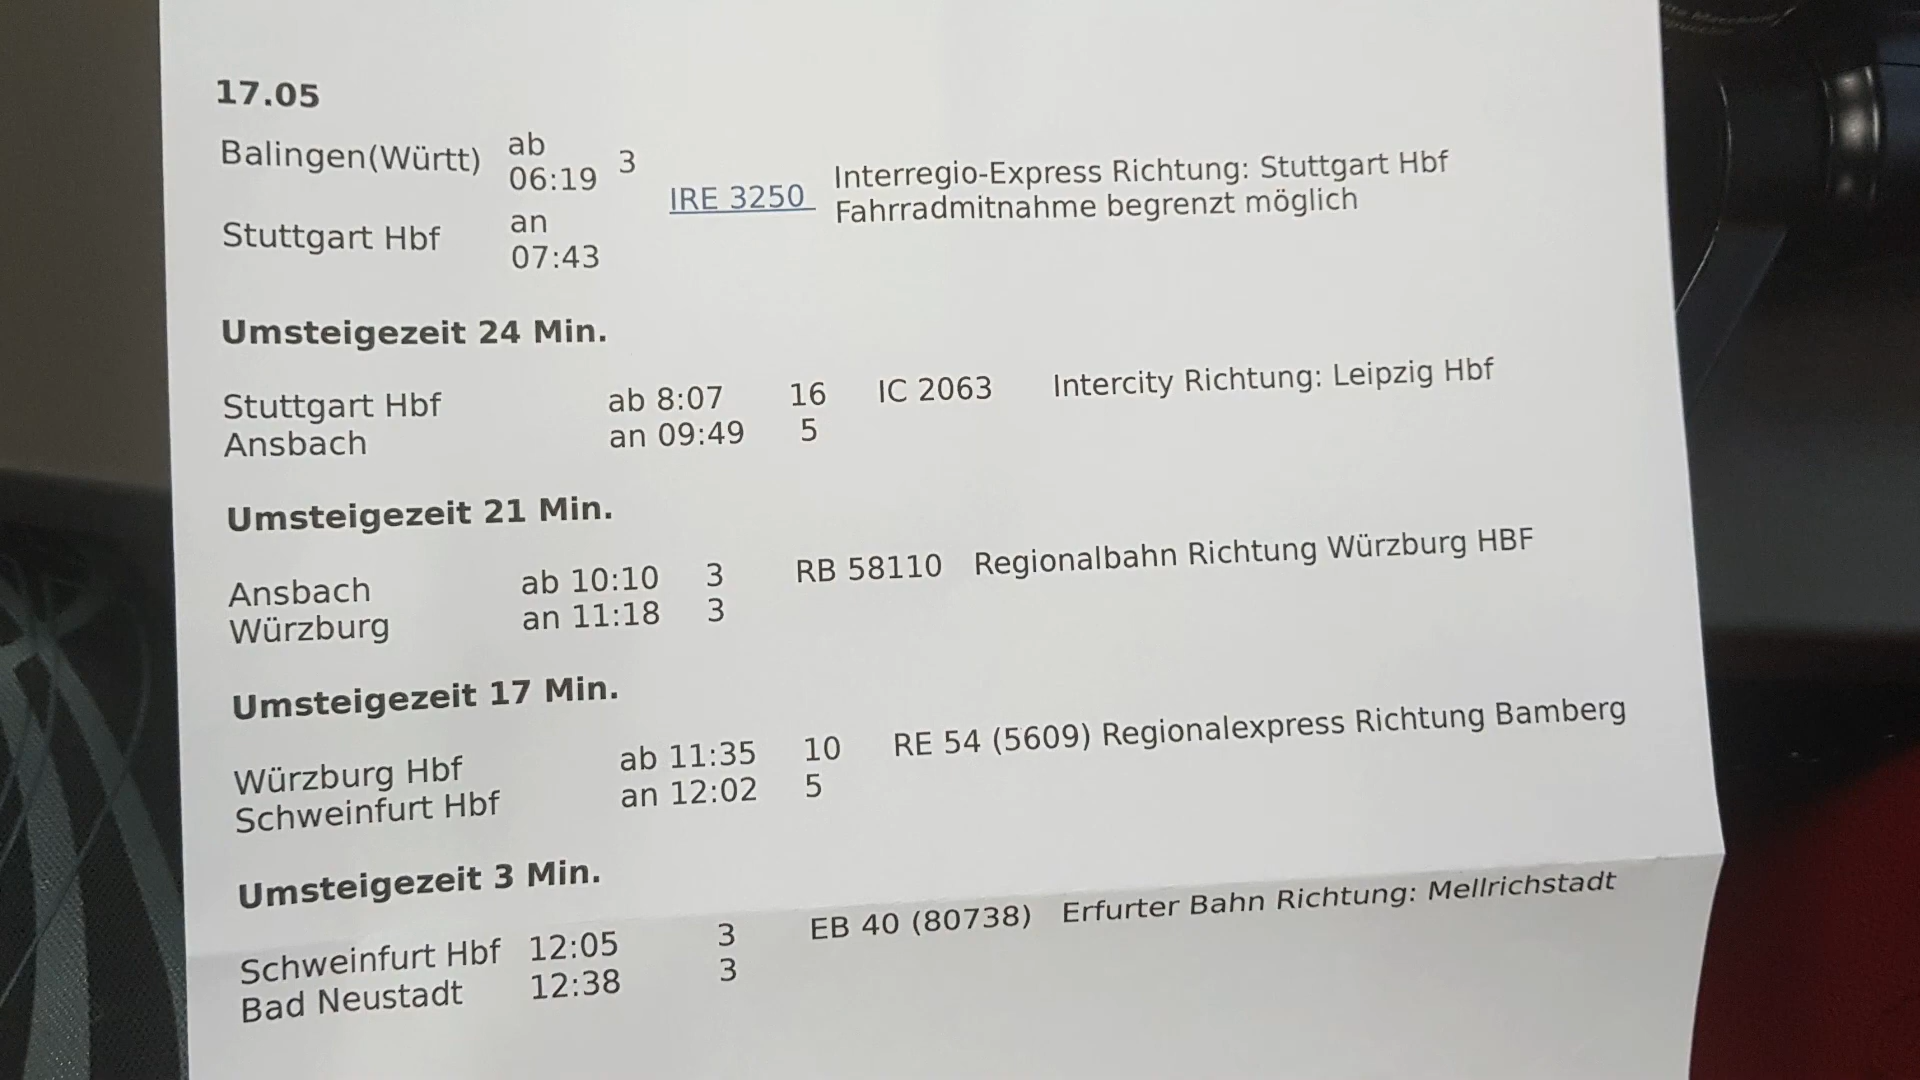 17.05
Balingen(Württ) ab 06:19 3 IRE 3250 Interregio-Express Richtung: Stuttgart Hbf
Fahrradmitnahme begrenzt möglich
Stuttgart Hbf an 07:43
Umsteigezeit 24 Min.
Stuttgart Hbf ab 8:07 16 IC 2063 Intercity Richtung: Leipzig Hbf
Ansbach an 09:49 5
Umsteigezeit 21 Min.
Ansbach ab 10:10 3 RB 58110 Regionalbahn Richtung Würzburg HBF
Würzburg an 11:18 3
Umsteigezeit 17 Min.
Würzburg Hbf ab 11:35 10 RE 54 (5609) Regionalexpress Richtung Bamberg
Schweinfurt Hbf an 12:02 5
Umsteigezeit 3 Min.
Schweinfurt Hbf 12:05 3 EB 40 (80738) Erfurter Bahn Richtung: Mellrichstadt
Bad Neustadt 12:38 3